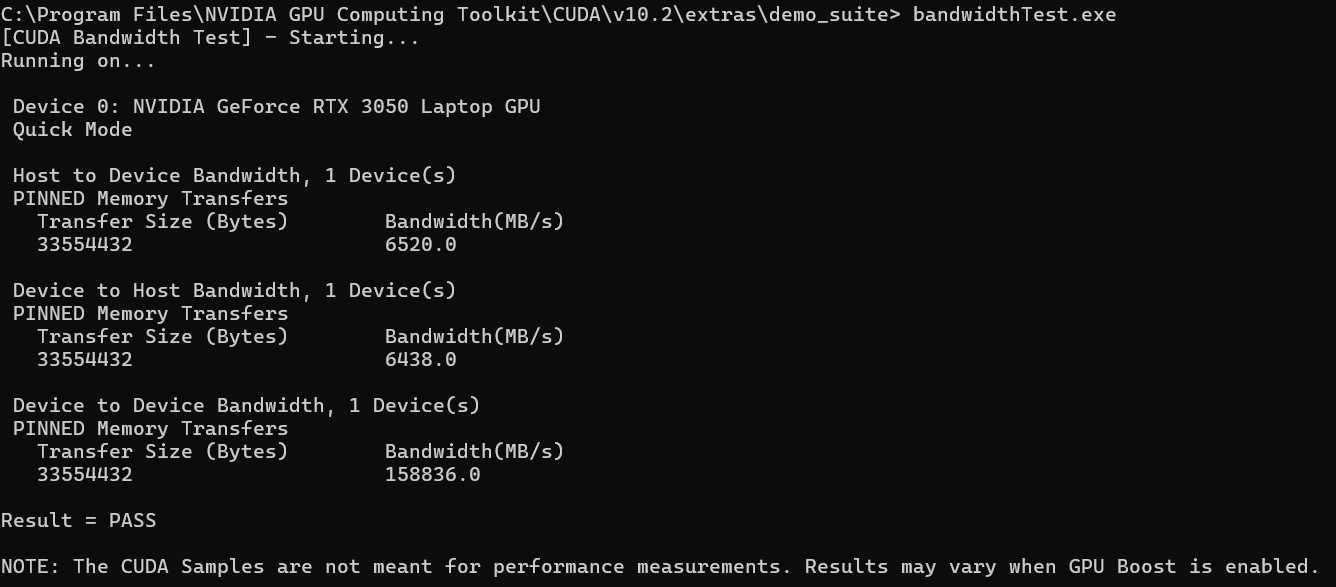 C:\Program Files\NVIDIA GPU Computing Toolkit\CUDA\v10.2\extras\demo_suite> bandwidthTest.exe
[CUDA Bandwidth Test] - Starting...
Running on...
Device 0: NVIDIA GeForce RTX 3050 Laptop GPU
Quick Mode
Host to Device Bandwidth, 1 Device(s)
PINNED Memory Transfers
Transfer Size (Bytes) Bandwidth(MB/s)
33554432 6520.0
Device to Host Bandwidth, 1 Device(s)
PINNED Memory Transfers
Transfer Size (Bytes) Bandwidth(MB/s)
33554432 6438.0
Device to Device Bandwidth, 1 Device(s)
PINNED Memory Transfers
Transfer Size (Bytes) Bandwidth(MB/s)
33554432 158836.0
Result = PASS
NOTE: The CUDA Samples are not meant for performance measurements. Results may vary when GPU Boost is enabled.